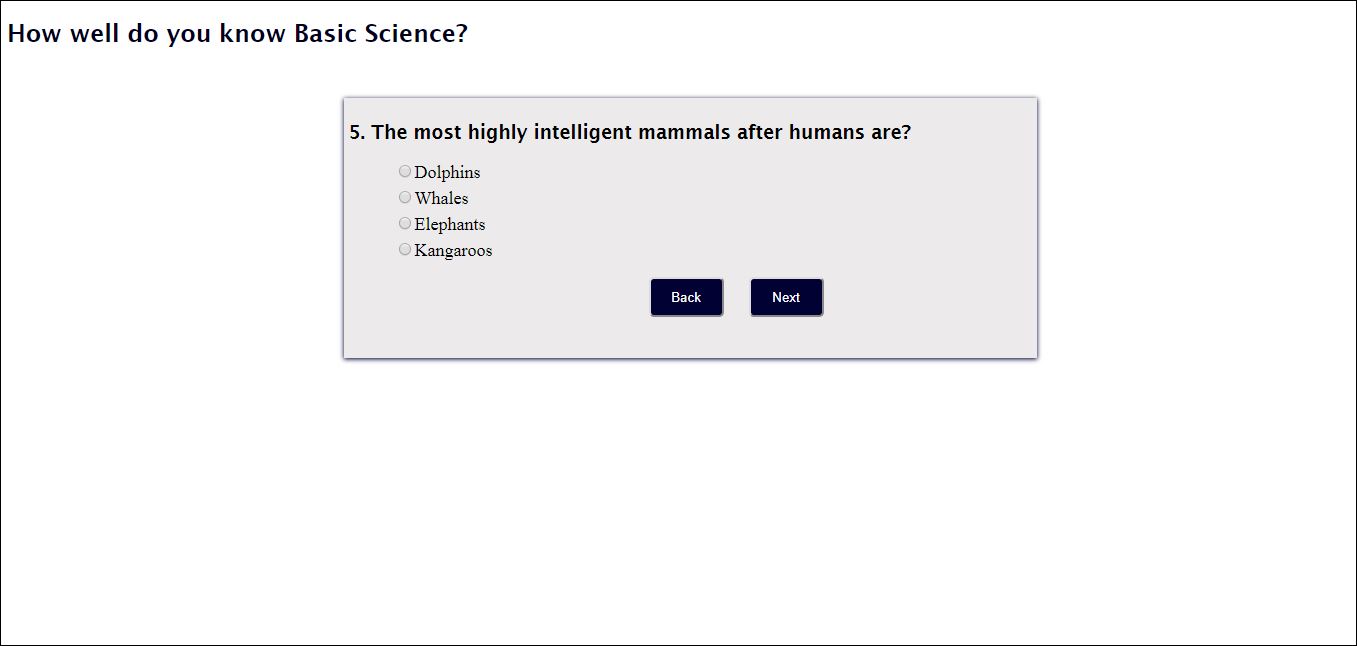 How well do you know Basic Science?
5. The most highly intelligent mammals after humans are?
Dolphins
Whales
Elephants
Kangaroos
Back Next